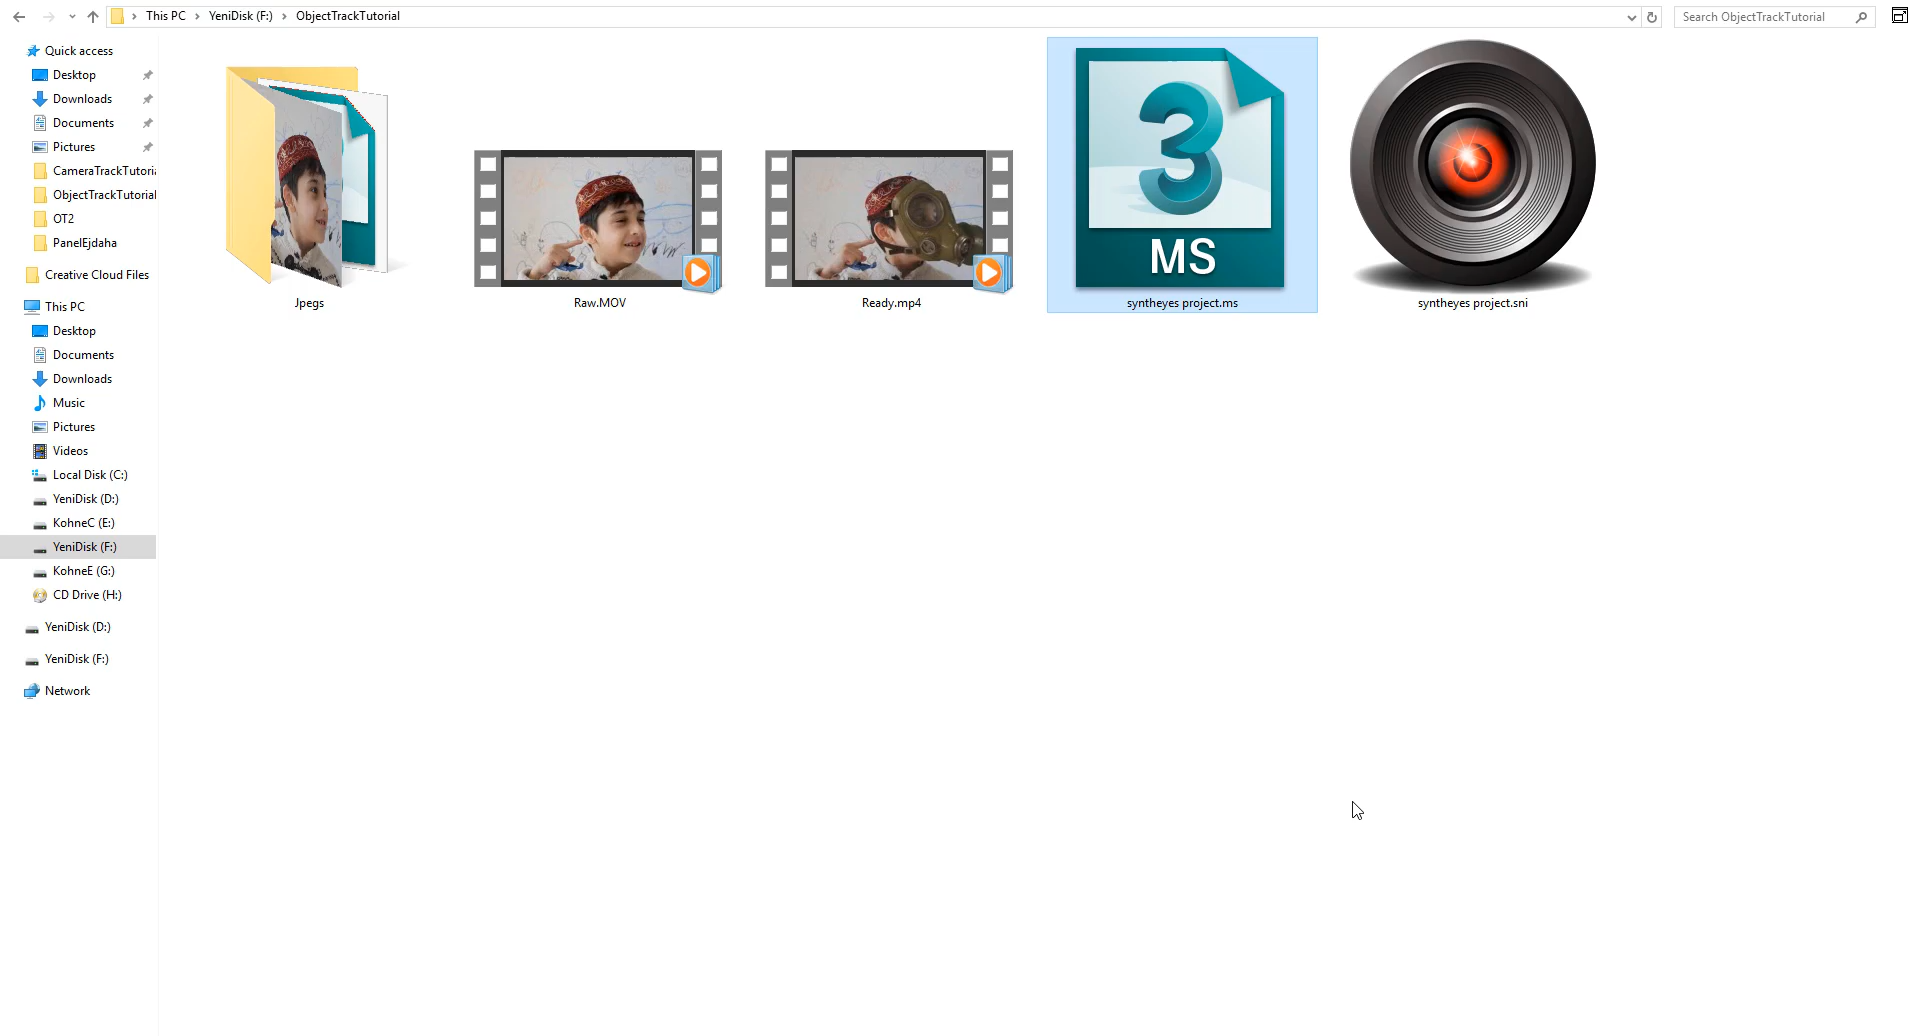 This PC
YeniDisk (F:)
ObjectTrackTutorial
Search ObjectTrackTutorial
Quick access
Desktop
Downloads
Documents
Pictures
CameraTrackTutoria
ObjectTrackTutorial
OT2
PanelEjdaha
Creative Cloud Files
This PC
Desktop
Documents
Downloads
Music
Pictures
Videos
Local Disk (C:)
YeniDisk (D:)
KohneC (E:)
YeniDisk (F:)
KohneE (G:)
CD Drive (H:)
YeniDisk (D:)
YeniDisk (F:)
Network
3
MS
Jpegs
Raw.MOV
Ready.mp4
syntheyes project.ms
syntheyes project.sni